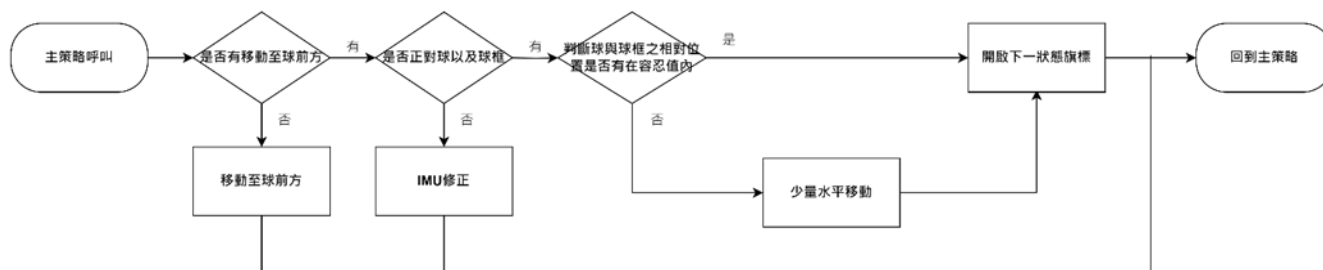 主策略呼叫
是否有移動至球前方
有
是否正對球以及球框
有
判斷球與球框之相對位
置是否有在容忍值內
是
開啟下一狀態旗標
回到主策略
否
否
否
移動至球前方
IMU修正
少量水平移動